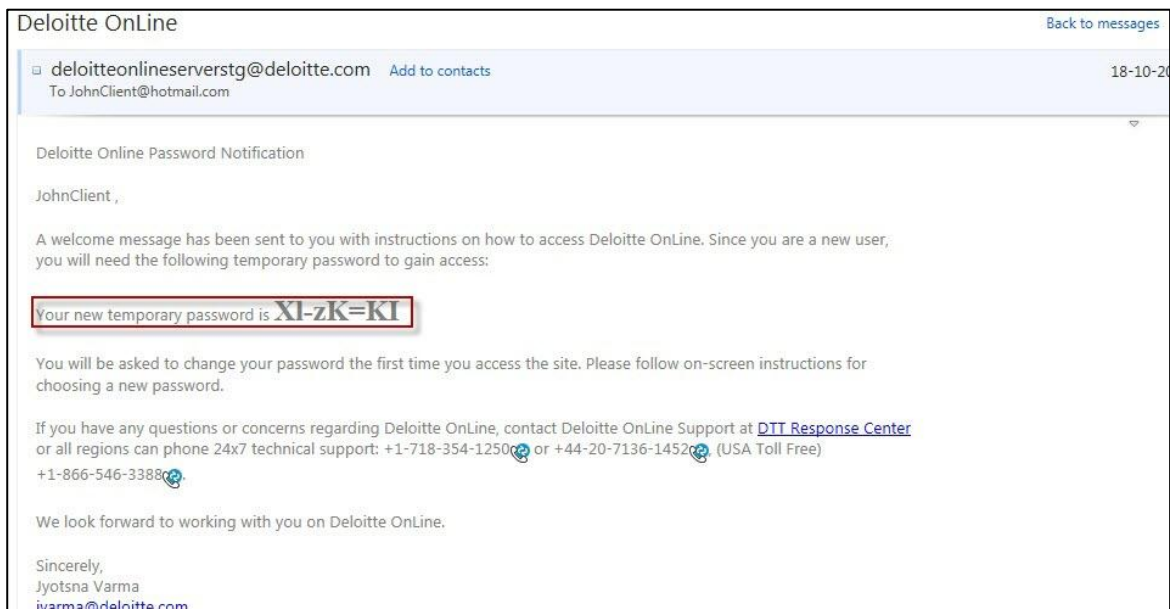 Deloitte OnLine
Back to messages
deloitteonlineserverstg@deloitte.com Add to contacts
18-10-20
To JohnClient@hotmail.com
Deloitte Online Password Notification
JohnClient ,
A welcome message has been sent to you with instructions on how to access Deloitte OnLine. Since you are a new user,
you will need the following temporary password to gain access:
Your new temporary password is Xl-zK=KI
You will be asked to change your password the first time you access the site. Please follow on-screen instructions for
choosing a new password.
If you have any questions or concerns regarding Deloitte OnLine, contact Deloitte OnLine Support at DTT Response Center
or all regions can phone 24x7 technical support: +1-718-354-1250 or +44-20-7136-1452, (USA Toll Free)
+1-866-546-3388.
We look forward to working with you on Deloitte OnLine.
Sincerely,
Jyotsna Varma
jvarma@deloitte.com